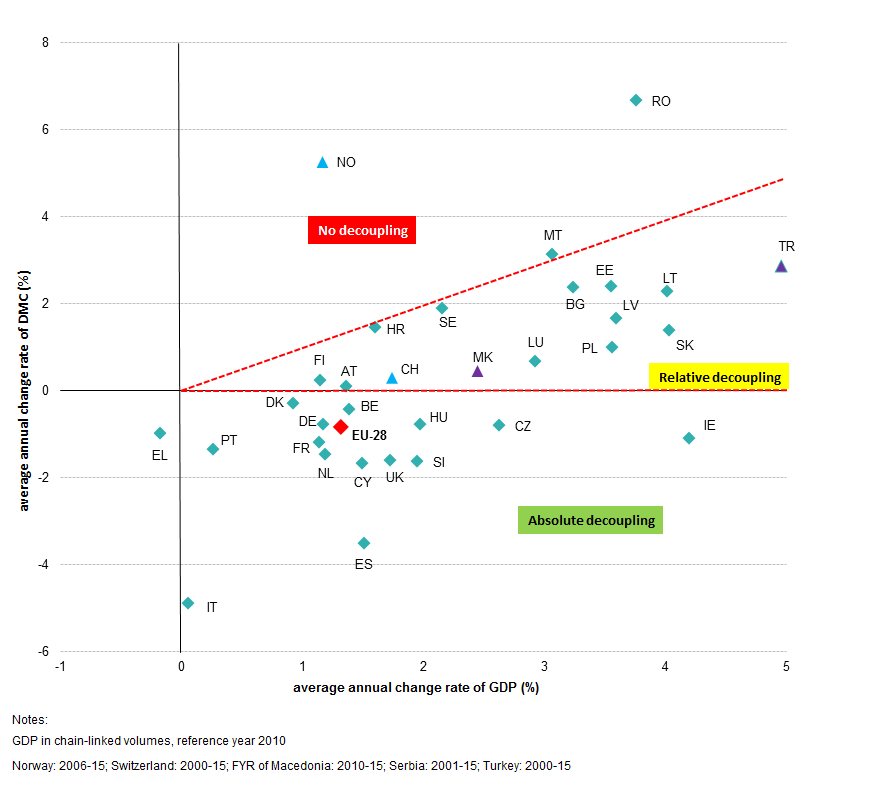 8
RO
6
NO
4
No decoupling
MT
TR
EE
LT
2
BG
LV
SE
HR
SK
LU
PL
MK
FI
AT
CH
Relative decoupling
0
DK
BE
DE
HU
CZ
IE
EU-28
PT
EL
FR
NL
SI
UK
CY
-2
Absolute decoupling
ES
-4
IT
-6
-1 0 1 2 3 4 5
average annual change rate of DMC (%)
average annual change rate of GDP (%)
Notes:
GDP in chain-linked volumes, reference year 2010
Norway: 2006-15; Switzerland: 2000-15; FYR of Macedonia: 2010-15; Serbia: 2001-15; Turkey: 2000-15